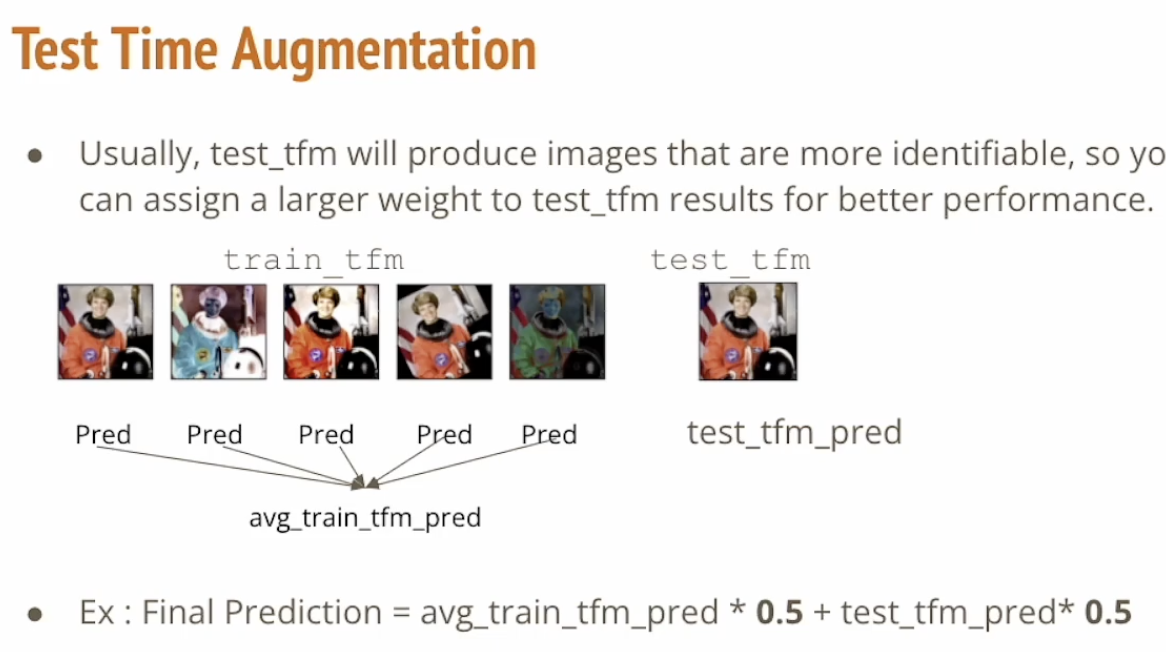 Test Time Augmentation
● Usually, test_tfm will produce images that are more identifiable, so yo
can assign a larger weight to test_tfm results for better performance.
train_tfm test_tfm
Pred Pred Pred Pred Pred test_tfm_pred
avg_train_tfm_pred
● Ex : Final Prediction = avg_train_tfm_pred * 0.5 + test_tfm_pred* 0.5